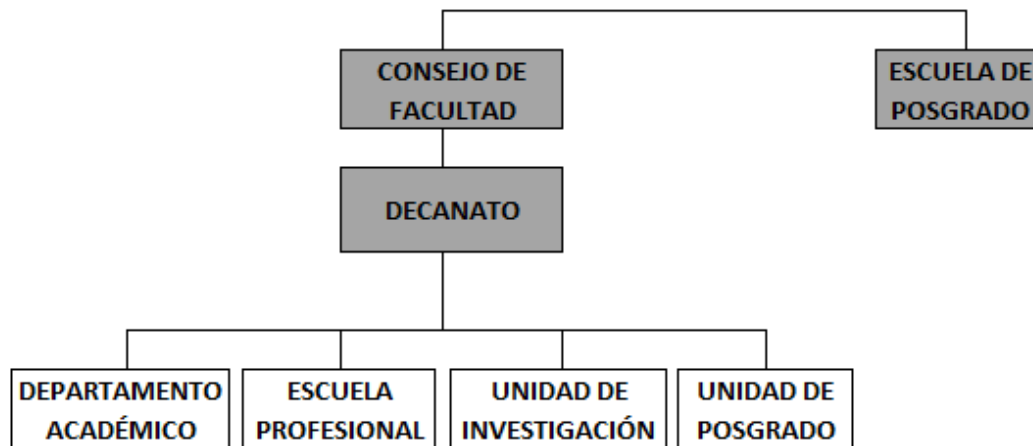 CONSEJO DE
FACULTAD
ESCUELA DE
POSGRADO
DECANATO
DEPARTAMENTO
ACADÉMICO
ESCUELA
PROFESIONAL
UNIDAD DE
INVESTIGACIÓN
UNIDAD DE
POSGRADO